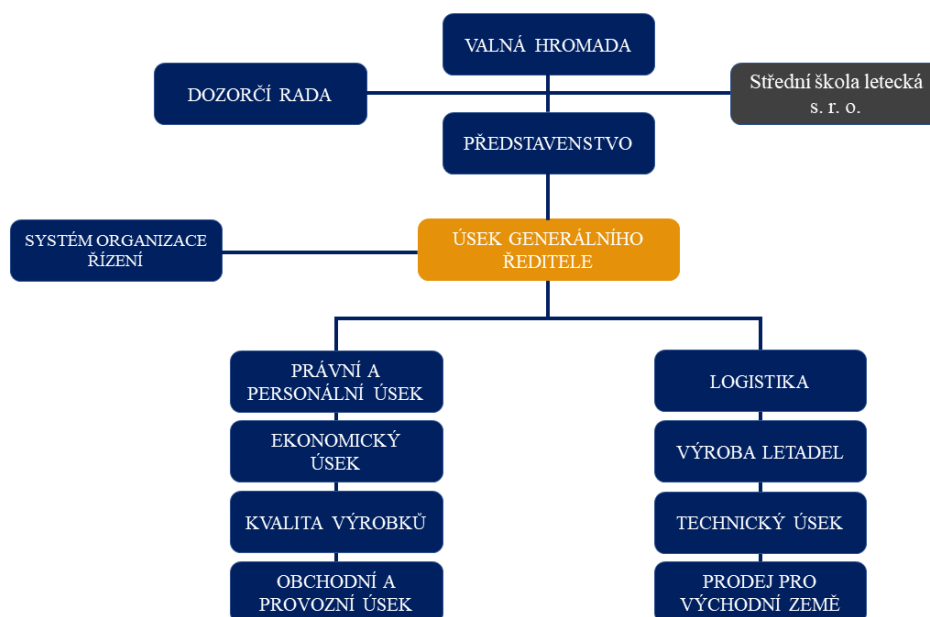 VALNÁ HROMADA
DOZORČÍ RADA
Střední škola letecká
s. r. o.
PŘEDSTAVENSTVO
SYSTÉM ORGANIZACE
ŘÍZENÍ
ÚSEK GENERÁLNÍHO
ŘEDITELE
PRÁVNÍ A
PERSONÁLNÍ ÚSEK
LOGISTIKA
EKONOMICKÝ
ÚSEK
VÝROBA LETADEL
KVALITA VÝROBKŮ
TECHNICKÝ ÚSEK
OBCHODNÍ A
PROVOZNÍ ÚSEK
PRODEJ PRO
VÝCHODNÍ ZEMĚ